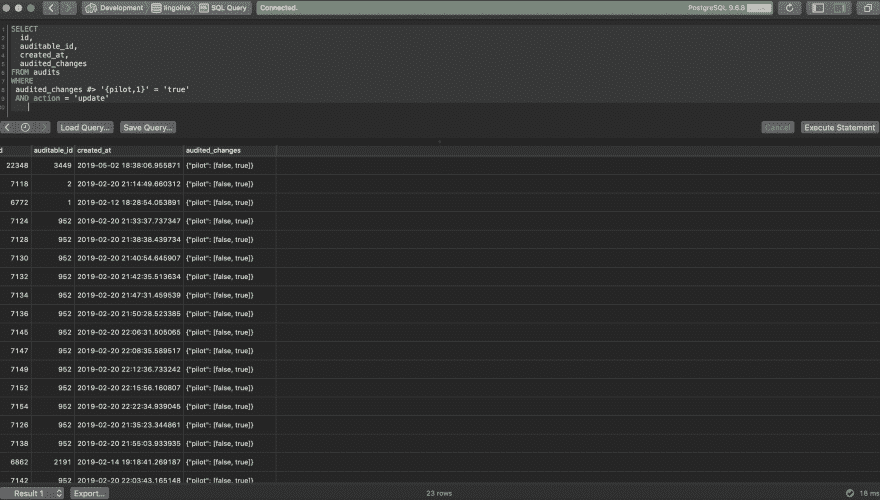 Development lingolive SQL Query Connected. PostgreSQL 9.6.8
1 SELECT
2 id,
3 auditable_id,
4 created_at,
5 audited_changes
6 FROM audits
7 WHERE
8 audited_changes #> '{pilot,1}' = 'true'
9 AND action = 'update'
10
Load Query... Save Query... Cancel Execute Statement
d auditable_id created_at audited_changes
22348 3449 2019-05-02 18:38:06.955871 {"pilot": [false, true]}
7118 2 2019-02-20 21:14:49.660312 {"pilot": [false, true]}
6772 1 2019-02-12 18:28:54.053891 {"pilot": [false, true]}
7124 952 2019-02-20 21:33:37.737347 {"pilot": [false, true]}
7128 952 2019-02-20 21:38:38.439734 {"pilot": [false, true]}
7130 952 2019-02-20 21:40:54.645907 {"pilot": [false, true]}
7132 952 2019-02-20 21:42:35.513634 {"pilot": [false, true]}
7134 952 2019-02-20 21:47:31.459539 {"pilot": [false, true]}
7136 952 2019-02-20 21:50:28.523385 {"pilot": [false, true]}
7145 952 2019-02-20 22:06:31.505065 {"pilot": [false, true]}
7147 952 2019-02-20 22:08:35.589517 {"pilot": [false, true]}
7149 952 2019-02-20 22:12:36.733242 {"pilot": [false, true]}
7152 952 2019-02-20 22:15:56.160807 {"pilot": [false, true]}
7154 952 2019-02-20 22:22:34.939045 {"pilot": [false, true]}
7126 952 2019-02-20 21:35:23.344861 {"pilot": [false, true]}
7138 952 2019-02-20 21:55:03.933935 {"pilot": [false, true]}
6862 2191 2019-02-14 19:18:41.269187 {"pilot": [false, true]}
7142 952 2019-02-20 22:03:43.165148 {"pilot": [false, true]}
Result 1 Export... 23 rows 18 ms